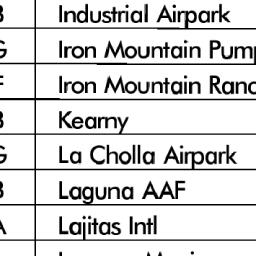 B Industrial Airpark
G Iron Mountain Pump
F Iron Mountain Ranc
B Kearny
G La Cholla Airpark
B Laguna AAF
A Lajitas Intl